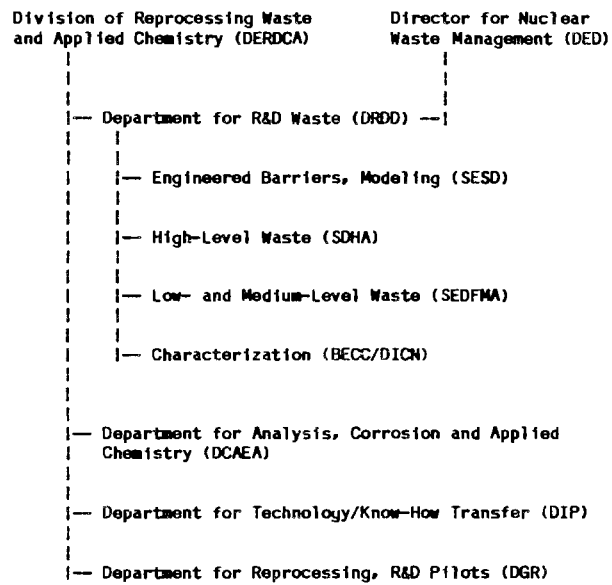 Division of Reprocessing Waste
and Applied Chemistry (DERDCA)
Director for Nuclear
Waste Management (DED)
Department for R&D Waste (DRDD)
Engineered Barriers, Modeling (SESD)
High-Level Waste (SDHA)
Low- and Medium-Level Waste (SEDFMA)
Characterization (BECC/DICN)
Department for Analysis, Corrosion and Applied
Chemistry (DCAEA)
Department for Technology/Know-How Transfer (DIP)
Department for Reprocessing, R&D Pilots (DGR)